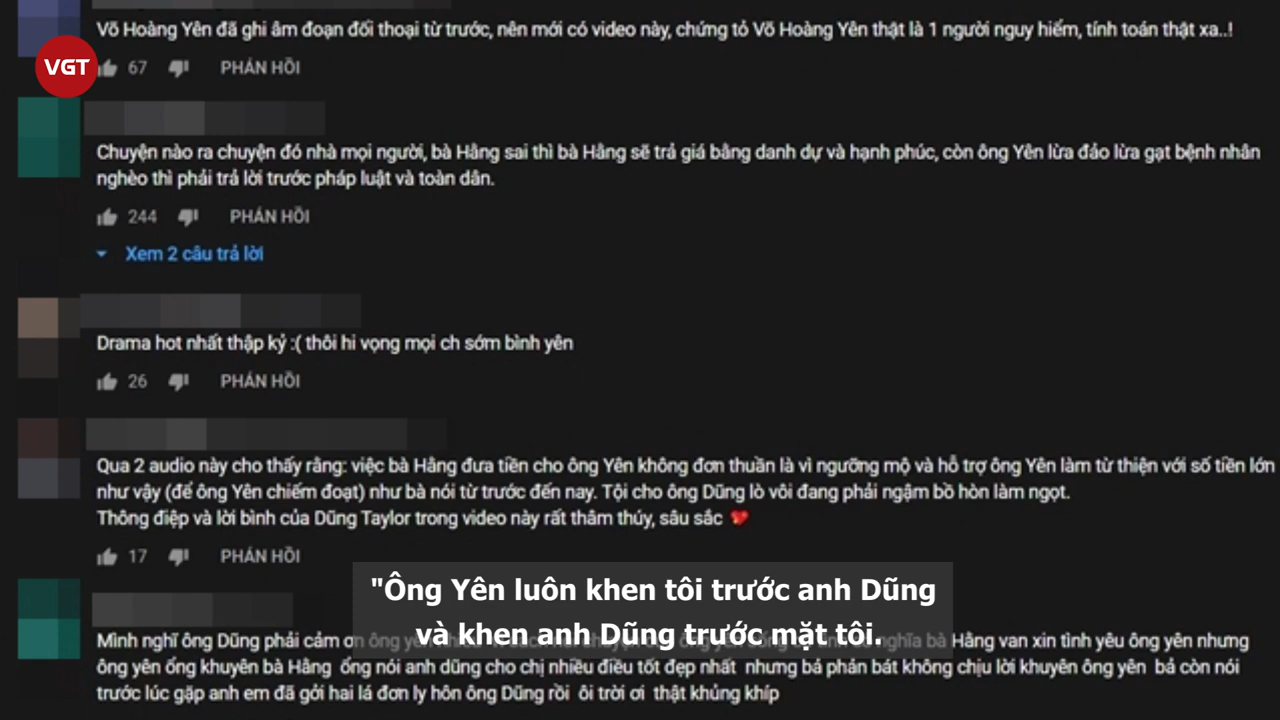 Võ Hoàng Yên đã ghi âm đoạn đối thoại từ trước, nên mới có video này, chứng tỏ Võ Hoàng Yên thật là 1 người nguy hiểm, tính toán thật xa..!
VGT
67 PHẢN HỒI
Chuyện nào ra chuyện đó nhà mọi người, bà Hằng sai thì bà Hằng sẽ trả giá bằng danh dự và hạnh phúc, còn ông Yên lừa đảo lừa gạt bệnh nhân
nghèo thì phải trả lời trước pháp luật và toàn dân.
244 PHẢN HỒI
Xem 2 câu trả lời
Drama hot nhất thập kỷ :( thôi hi vọng mọi ch sớm bình yên
26 PHẢN HỒI
Qua 2 audio này cho thấy rằng: việc bà Hằng đưa tiền cho ông Yên không đơn thuần là vì ngưỡng mộ và hỗ trợ ông Yên làm từ thiện với số tiền lớn
như vậy (để ông Yên chiếm đoạt) như bà nói từ trước đến nay. Tội cho ông Dũng lò vôi đang phải ngậm bồ hòn làm ngọt.
Thông điệp và lời bình của Dũng Taylor trong video này rất thâm thúy, sâu sắc 💖
17 PHẢN HỒI
"Ông Yên luôn khen tôi trước anh Dũng
và khen anh Dũng trước mặt tôi.
Mình nghĩ ông Dũng phải cảm ơn ông yên nghĩa bà Hằng van xin tình yêu ông yên nhưng
ông yên ổng khuyên bà Hằng ổng nói anh dũng cho chị nhiều điều tốt đẹp nhất nhưng bả phản bát không chịu lời khuyên ông yên bả còn nói
trước lúc gặp anh em đã gởi hai lá đơn ly hôn ông Dũng rồi ôi trời ơi thật khủng khíp